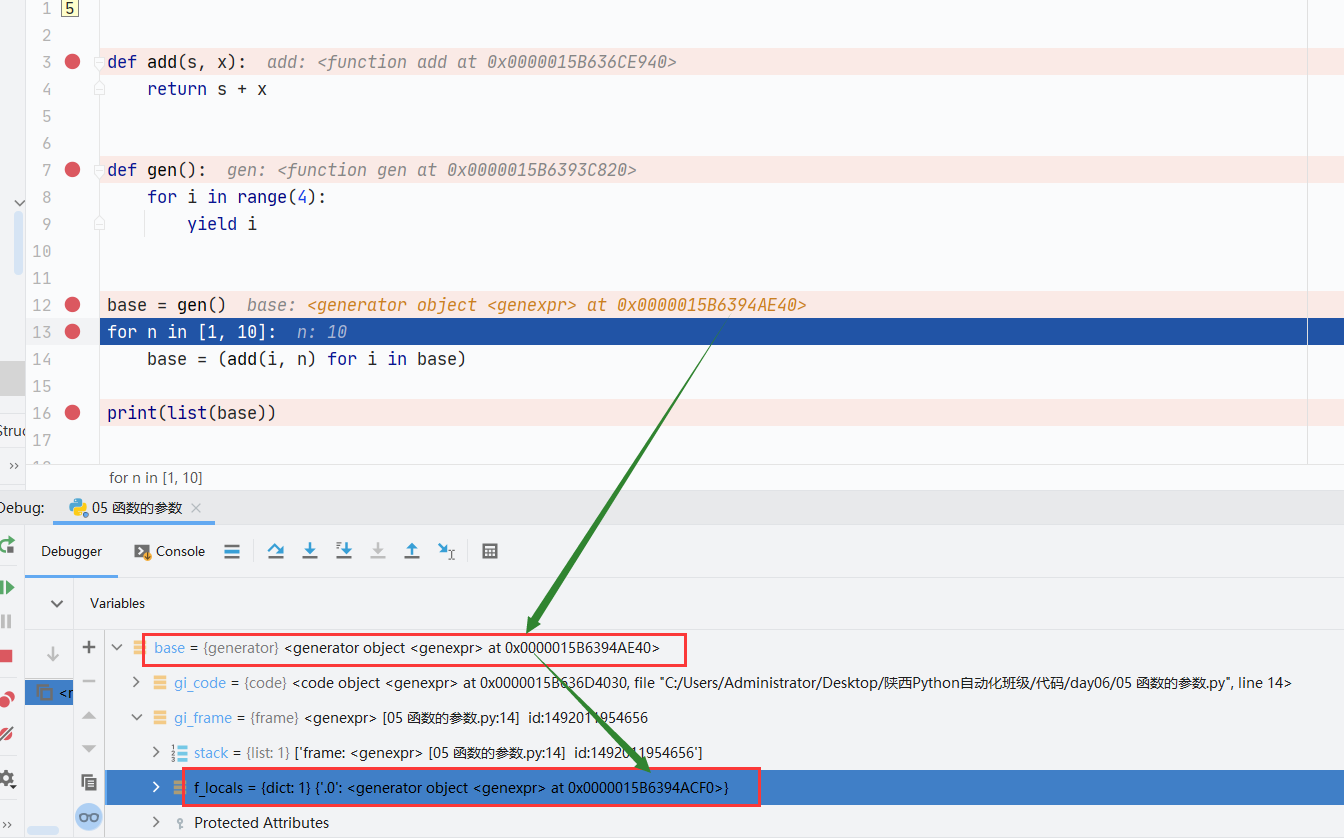 1 5
2
3 def add(s, x): add: <function add at 0x0000015B636CE940>
4 return s + x
5
6
7 def gen(): gen: <function gen at 0x0000015B6393C820>
8 for i in range(4):
9 yield i
10
11
12 base = gen() base: <generator object <genexpr> at 0x0000015B6394AE40>
13 for n in [1, 10]: n: 10
14 base = (add(i, n) for i in base)
15
16 print(list(base))
17
for n in [1, 10]
Debug: 05 函数的参数
Debugger Console
Variables
base = {generator} <generator object <genexpr> at 0x0000015B6394AE40>
gi_code = {code} <code object <genexpr> at 0x0000015B636D4030, file "C:/Users/Administrator/Desktop/陕西Python自动化班级/代码/day06/05 函数的参数.py", line 14>
gi_frame = {frame} <genexpr> [05 函数的参数.py:14] id:1492011954656
stack = {list: 1} ['frame: <genexpr> [05 函数的参数.py:14] id:1492011954656']
f_locals = {dict: 1} {'.0': <generator object <genexpr> at 0x0000015B6394ACF0>}
Protected Attributes